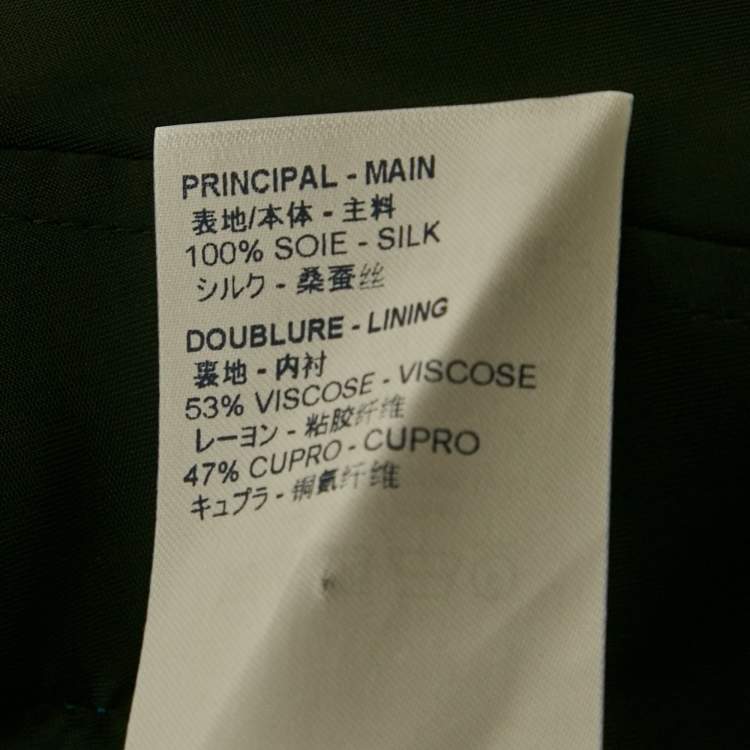 PRINCIPAL - MAIN
表地/本体 - 主料
100% SOIE - SILK
シルク - 桑蚕丝
DOUBLURE - LINING
裏地 - 内衬
53% VISCOSE - VISCOSE
レーヨン - 粘胶纤维
47% CUPRO - CUPRO
キュプラ - 铜氨纤维